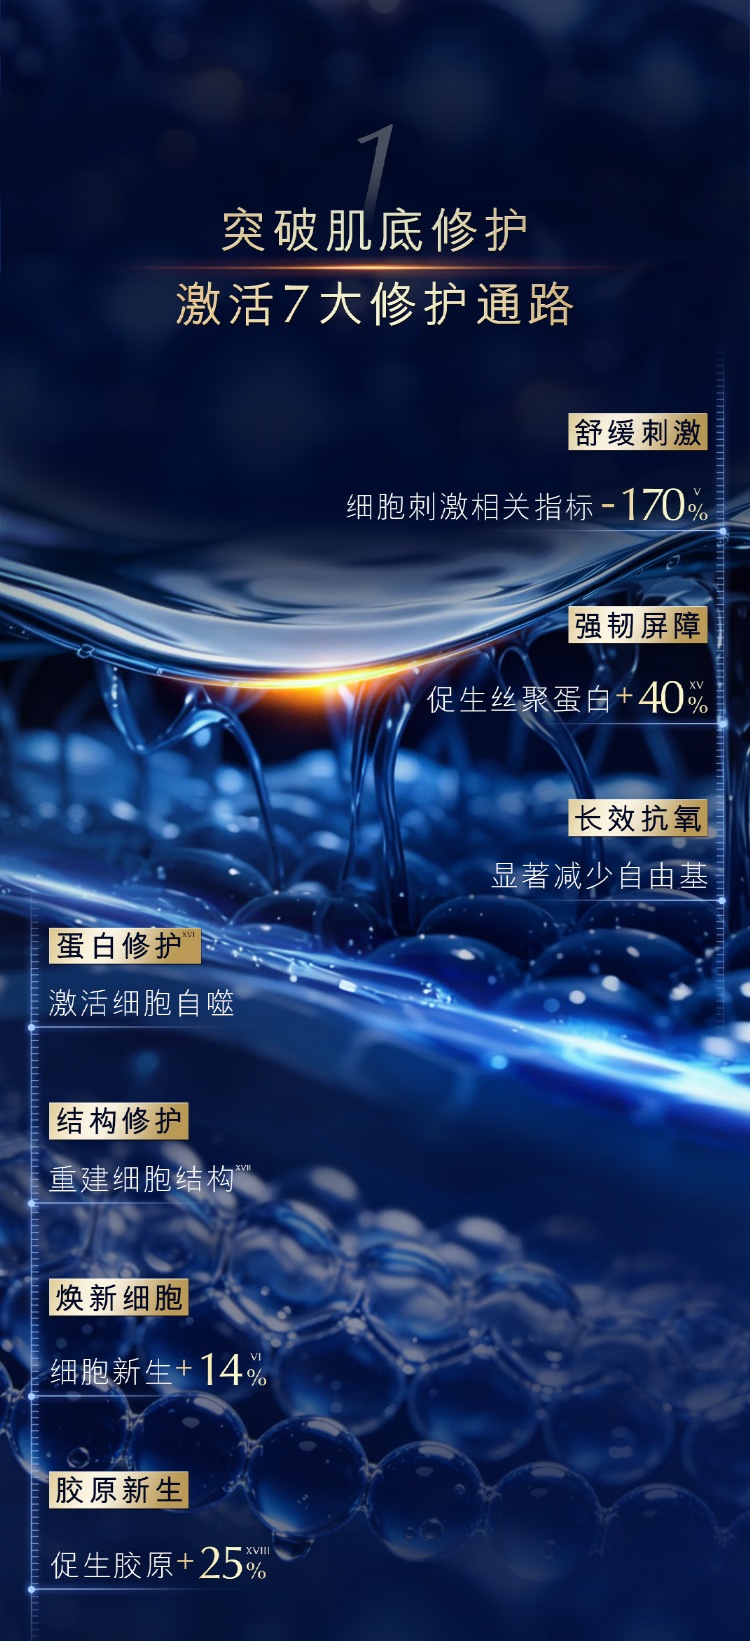 1
突破肌底修护
激活7大修护通路
舒缓刺激
细胞刺激相关指标-170%V
强韧屏障
促生丝聚蛋白+40%XV
长效抗氧
显著减少自由基
蛋白修护XVI
激活细胞自噬
结构修护
重建细胞结构XVII
焕新细胞
细胞新生+14%VI
胶原新生
促生胶原+25%XVIII